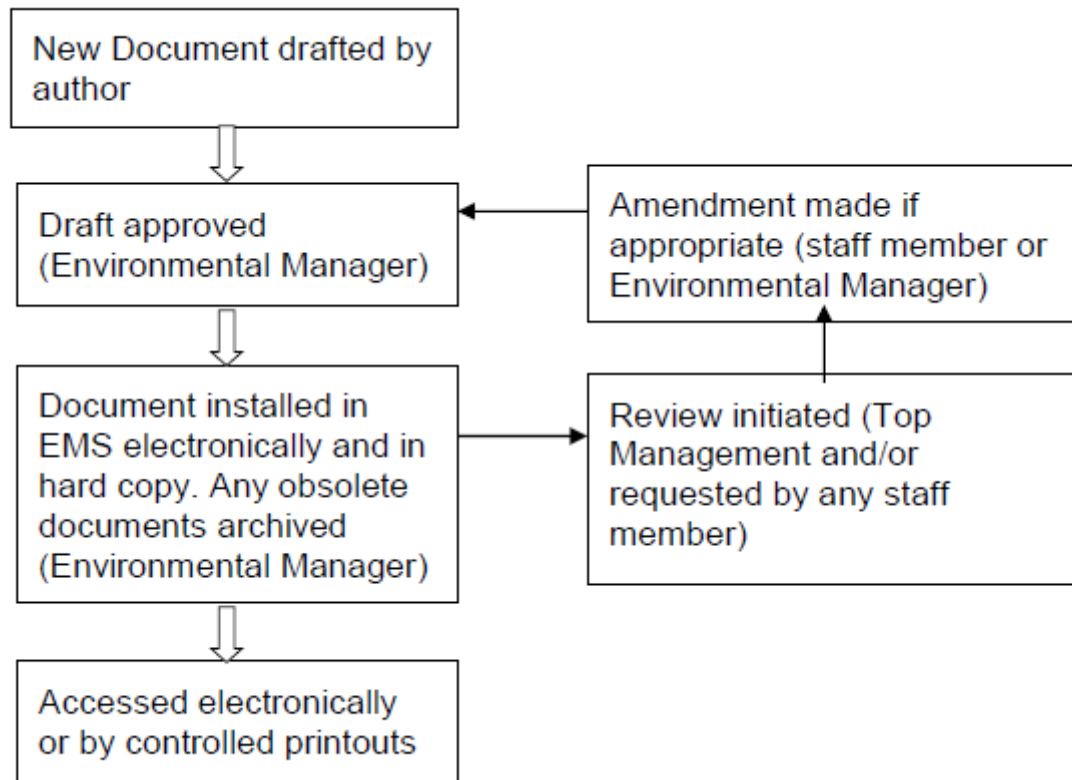 New Document drafted by
author
Draft approved
(Environmental Manager)
Document installed in
EMS electronically and in
hard copy. Any obsolete
documents archived
(Environmental Manager)
Accessed electronically
or by controlled printouts
Amendment made if
appropriate (staff member or
Environmental Manager)
Review initiated (Top
Management and/or
requested by any staff
member)